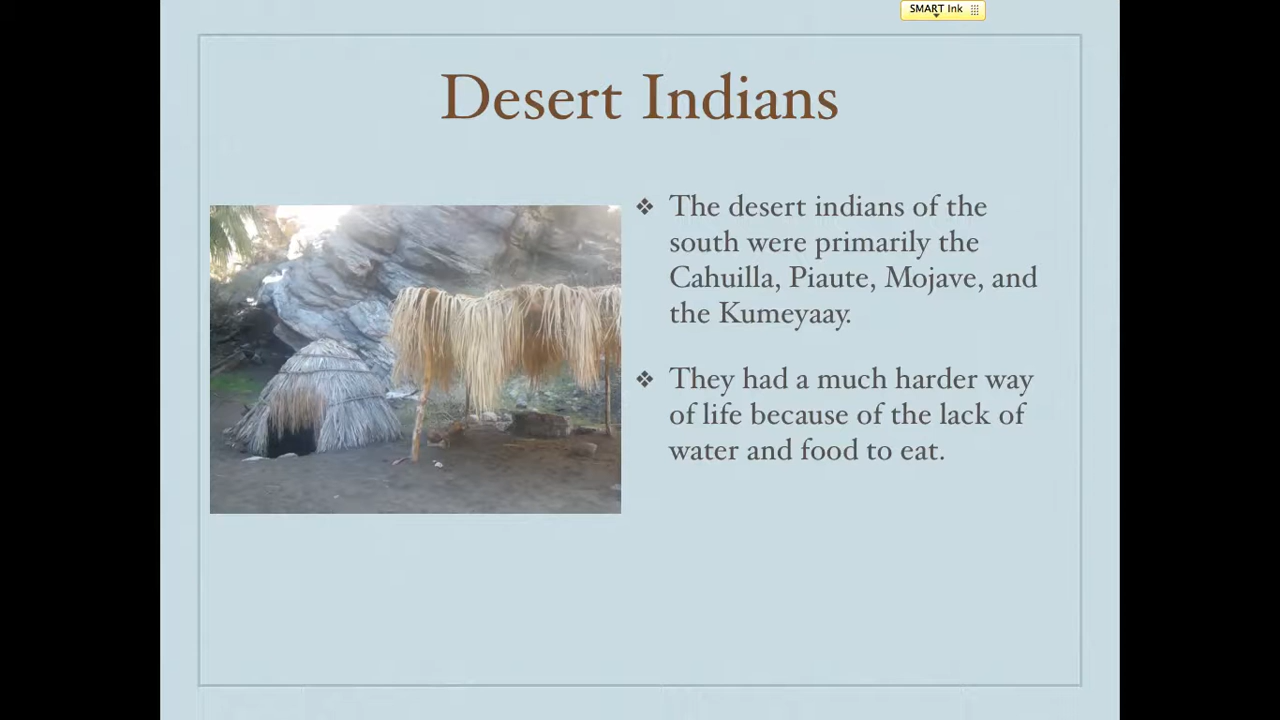 SMART Ink
Desert Indians
❖ The desert indians of the
south were primarily the
Cahuilla, Piaute, Mojave, and
the Kumeyaay.
❖ They had a much harder way
of life because of the lack of
water and food to eat.